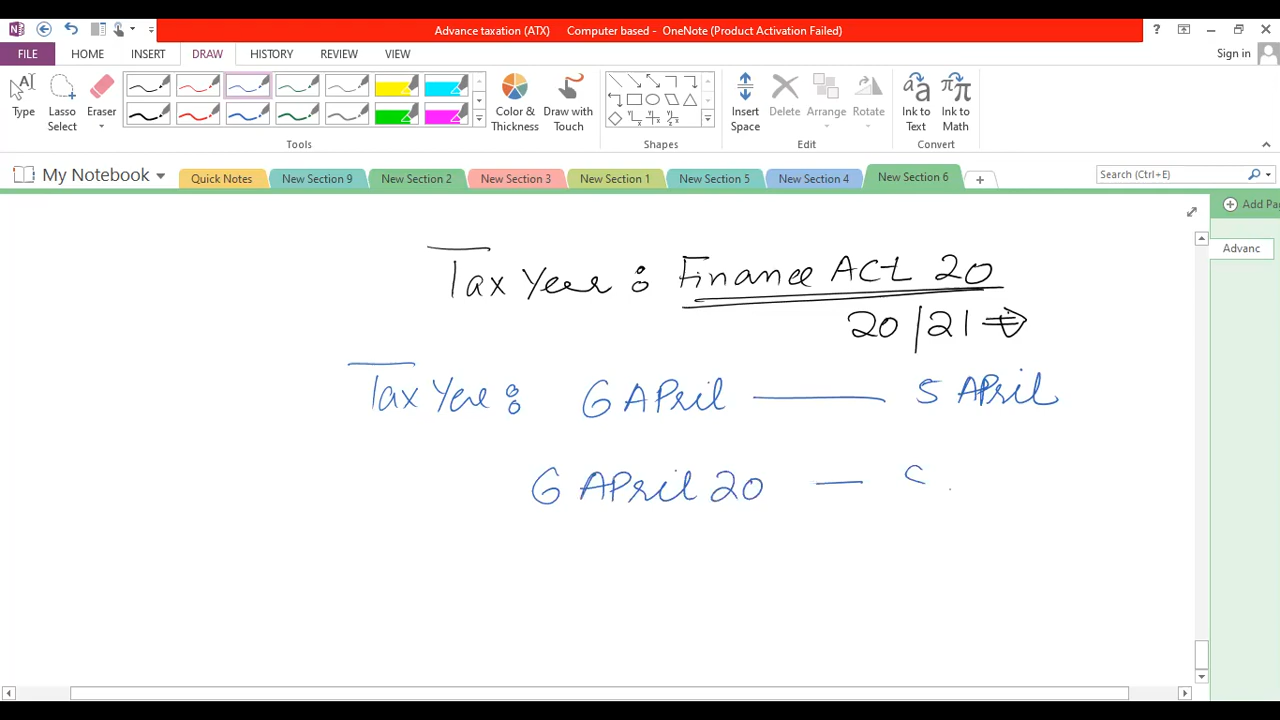 Advance taxation (ATX) Computer based - OneNote (Product Activation Failed)
?
Sign in
FILE HOME INSERT DRAW HISTORY REVIEW VIEW
Type Lasso Select Eraser Color & Thickness Draw with Touch Insert Space Delete Arrange Rotate Ink to Text Ink to Math
Tools Shapes Edit Convert
My Notebook Quick Notes New Section 9 New Section 2 New Section 3 New Section 1 New Section 5 New Section 4 New Section 6 Search (Ctrl+E)
Add Pag
Advanc
Tax Year : Finance ACt 20
20/21 ⇒
Tax Yere : 6 APril — 5 APril
6 APril 20 —